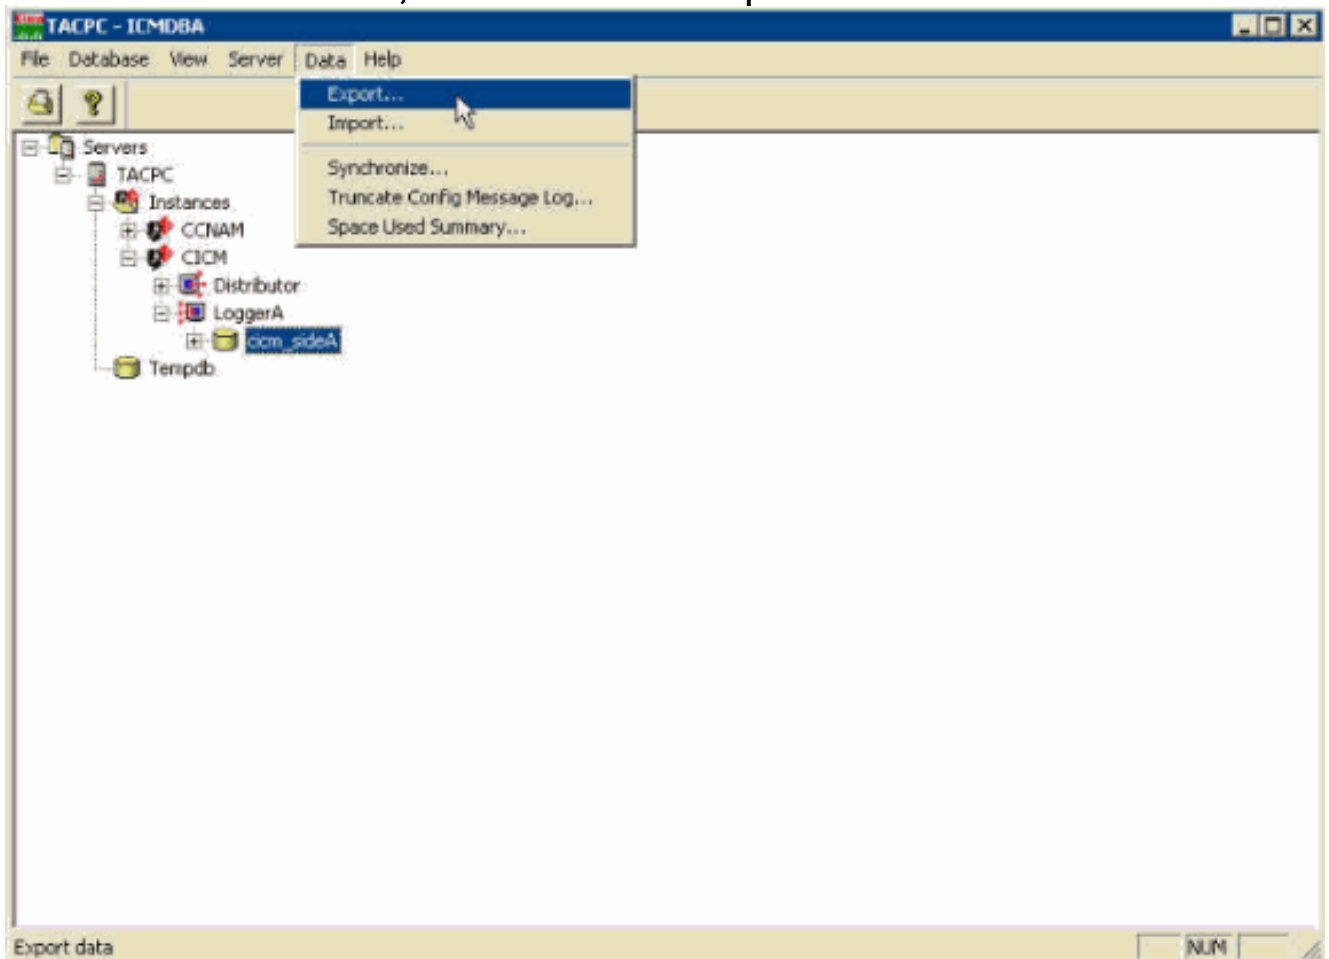 TACPC - ICMDBA
File Database View Server Data Help
Export...
Import...
Synchronize...
Truncate Config Message Log...
Space Used Summary...
Servers
TACPC
Instances
CCNAM
CICM
Distributor
LoggerA
cicm_sideA
Tempdb
Export data
NUM